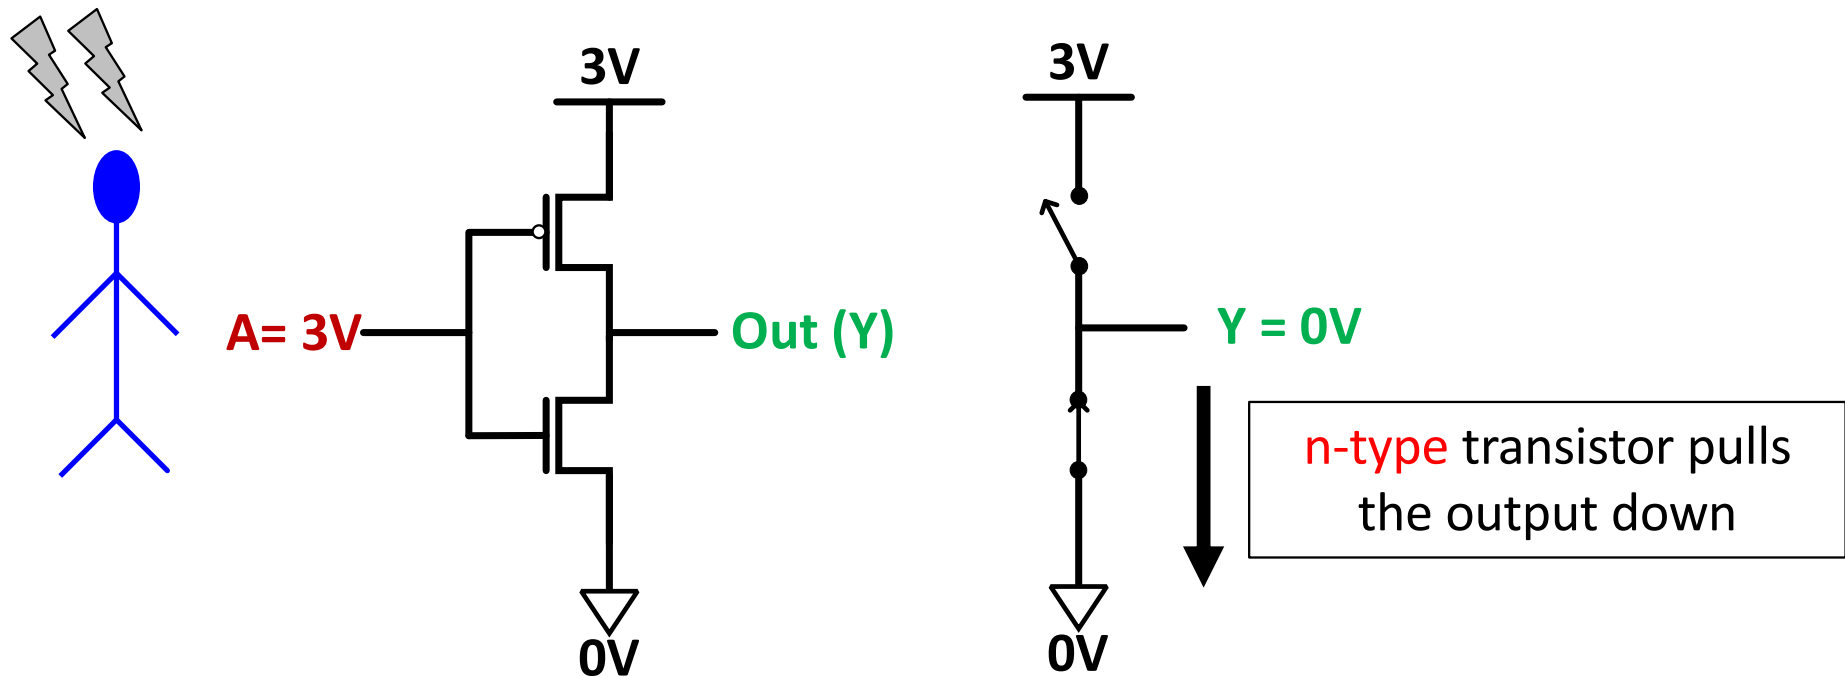 3V
A= 3V
Out (Y)
0V
3V
Y = 0V
n-type transistor pulls
the output down
0V